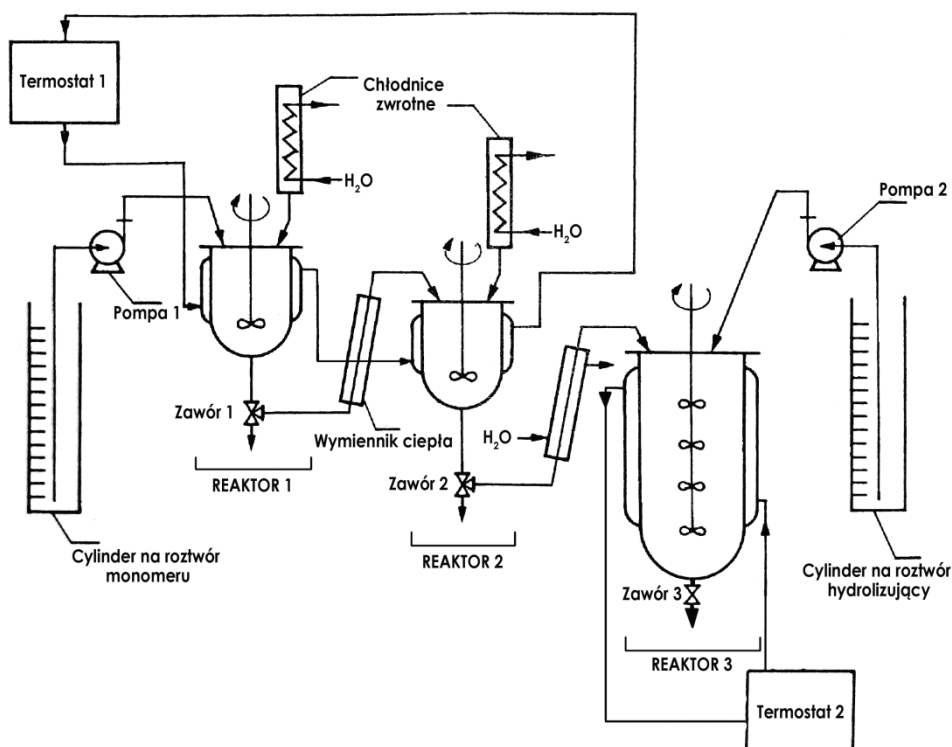 Termostat 1
Chłodnice
zwrotne
H₂O
H₂O
Pompa 2
Pompa 1
Zawór 1
Wymiennik ciepła
REAKTOR 1
H₂O
Zawór 2
REAKTOR 2
Cylinder na roztwór
monomeru
Zawór 3
REAKTOR 3
Cylinder na roztwór
hydrolizujący
Termostat 2